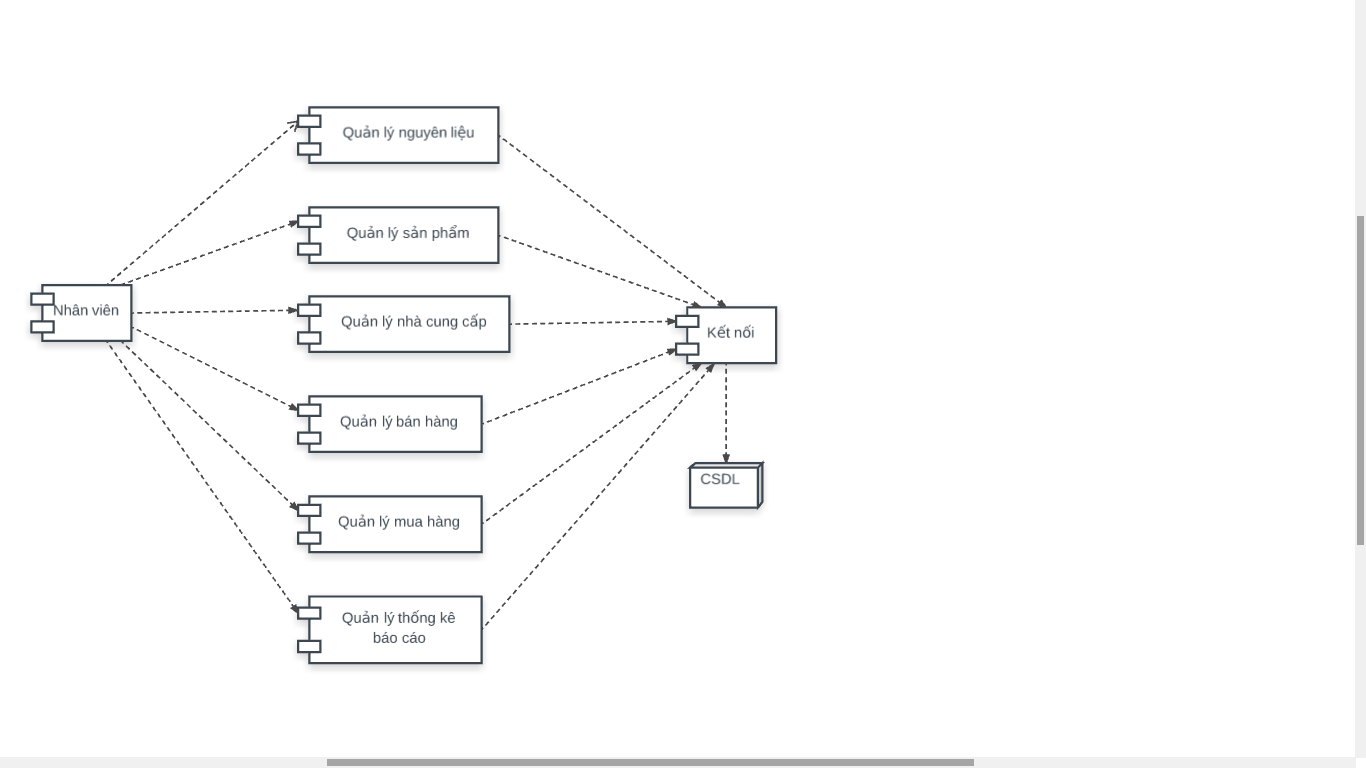 Quản lý nguyên liệu
Quản lý sản phẩm
Nhân viên
Quản lý nhà cung cấp
Kết nối
Quản lý bán hàng
CSDL
Quản lý mua hàng
Quản lý thống kê
báo cáo